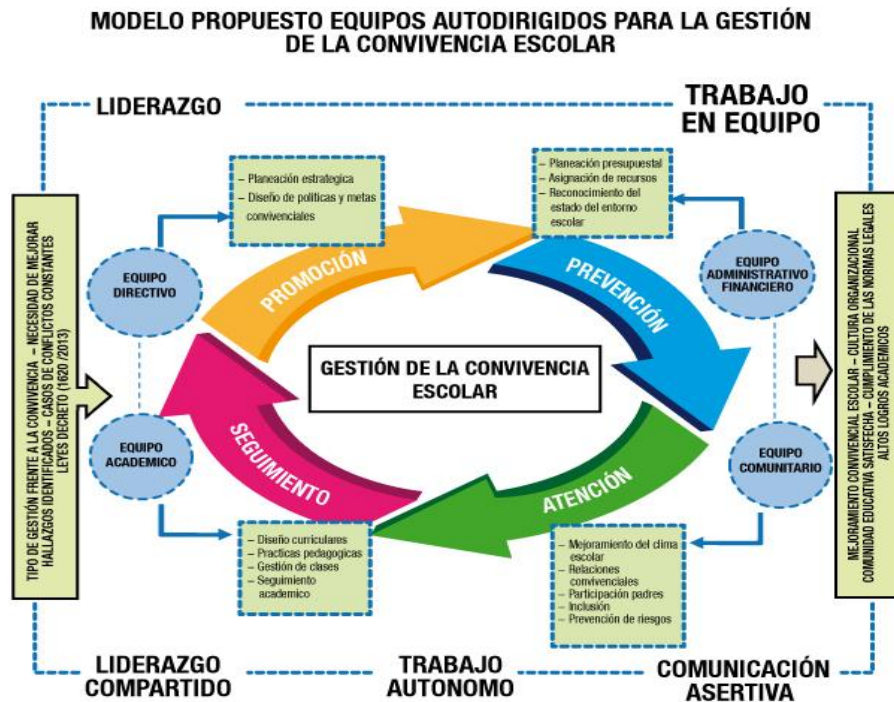 MODELO PROPUESTO EQUIPOS AUTODIRIGIDOS PARA LA GESTIÓN
DE LA CONVIVENCIA ESCOLAR
LIDERAZGO
TRABAJO
EN EQUIPO
– Planeación estrategica
– Diseño de políticas y metas
convivenciales
– Planeación presupuestal
– Asignación de recursos
– Reconocimiento del
estado del entorno
escolar
TIPO DE GESTIÓN FRENTE A LA CONVIVENCIA – NECESIDAD DE MEJORAR
HALLAZGOS IDENTIFICADOS – CASOS DE CONFLICTOS CONSTANTES
LEYES DECRETO (1620 /2013)
EQUIPO
DIRECTIVO
EQUIPO
ACADEMICO
PROMOCIÓN
PREVENCIÓN
GESTIÓN DE LA CONVIVENCIA
ESCOLAR
SEGUIMIENTO
ATENCIÓN
EQUIPO
ADMINISTRATIVO
FINANCIERO
EQUIPO
COMUNITARIO
MEJORAMIENTO CONVIVENCIAL ESCOLAR – CULTURA ORGANIZACIONAL
COMUNIDAD EDUCATIVA SATISFECHA – CUMPLIMIENTO DE LAS NORMAS LEGALES
ALTOS LOGROS ACADEMICOS
– Diseño curriculares
– Practicas pedagogicas
– Gestión de clases
– Seguimiento
academico
– Mejoramiento del clima
escolar
– Relaciones
convivenciales
– Participación padres
– Inclusión
– Prevención de riesgos
LIDERAZGO
COMPARTIDO
TRABAJO
AUTONOMO
COMUNICACIÓN
ASERTIVA